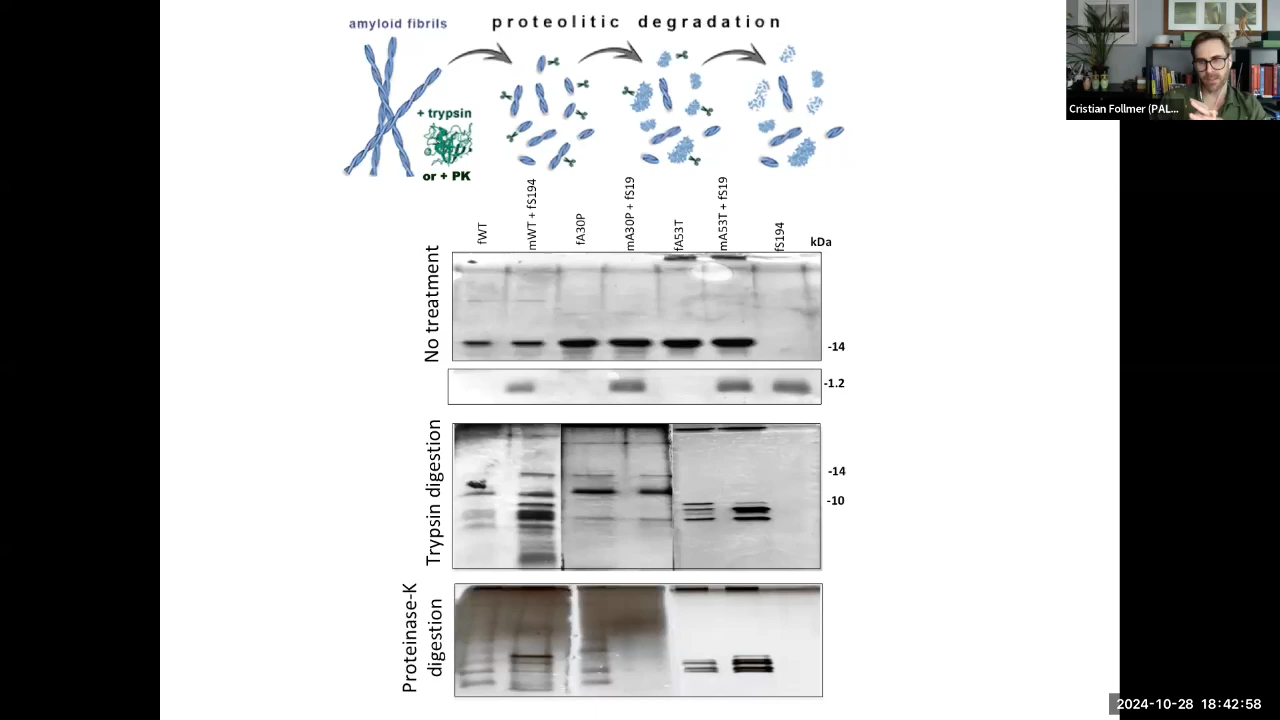 amyloid fibrils
proteolitic degradation
+ trypsin
or + PK
Cristian Follmer (PAL...
fWT
mWT + fS194
fA30P
mA30P + fS19
fA53T
mA53T + fS19
fS194
kDa
No treatment
-14
-1.2
Trypsin digestion
-14
-10
Proteinase-K
digestion
2024-10-28 18:42:58